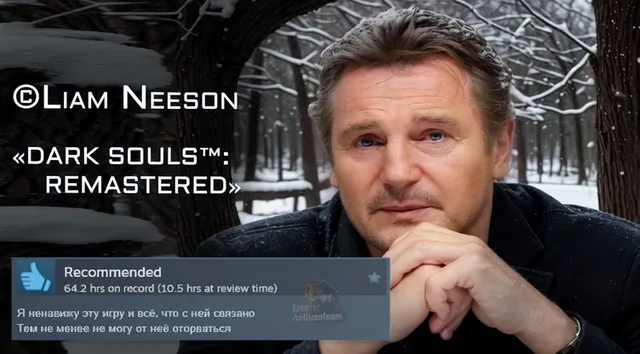 ©LIAM NEESON
«DARK SOULS™:
REMASTERED»
Recommended
64.2 hrs on record (10.5 hrs at review time)
Я ненавижу эту игру и всё, что с ней связано
Тем не менее не могу от неё оторваться